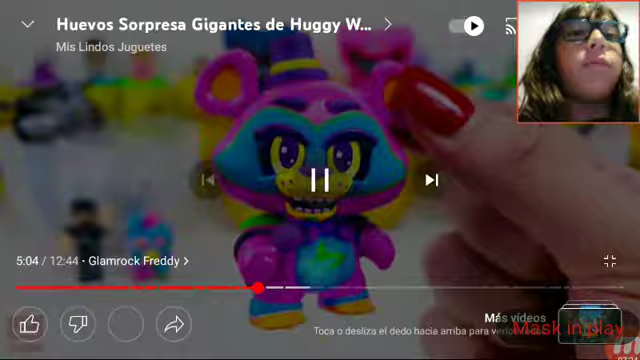 Huevos Sorpresa Gigantes de Huggy W...
Mis Lindos Juguetes
5:04 / 12:44 • Glamrock Freddy >
Más vídeos
Toca o desliza el dedo hacia arriba para
Mask in play